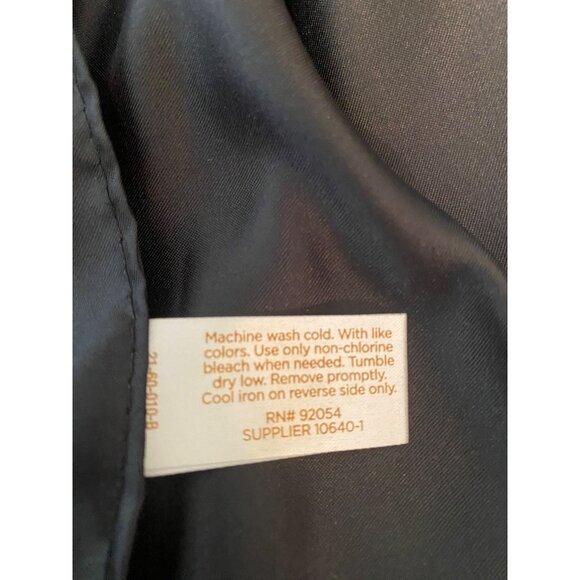 Machine wash cold. With like
colors. Use only non-chlorine
bleach when needed. Tumble
dry low. Remove promptly.
Cool iron on reverse side only.
RN# 92054
SUPPLIER 10640-1